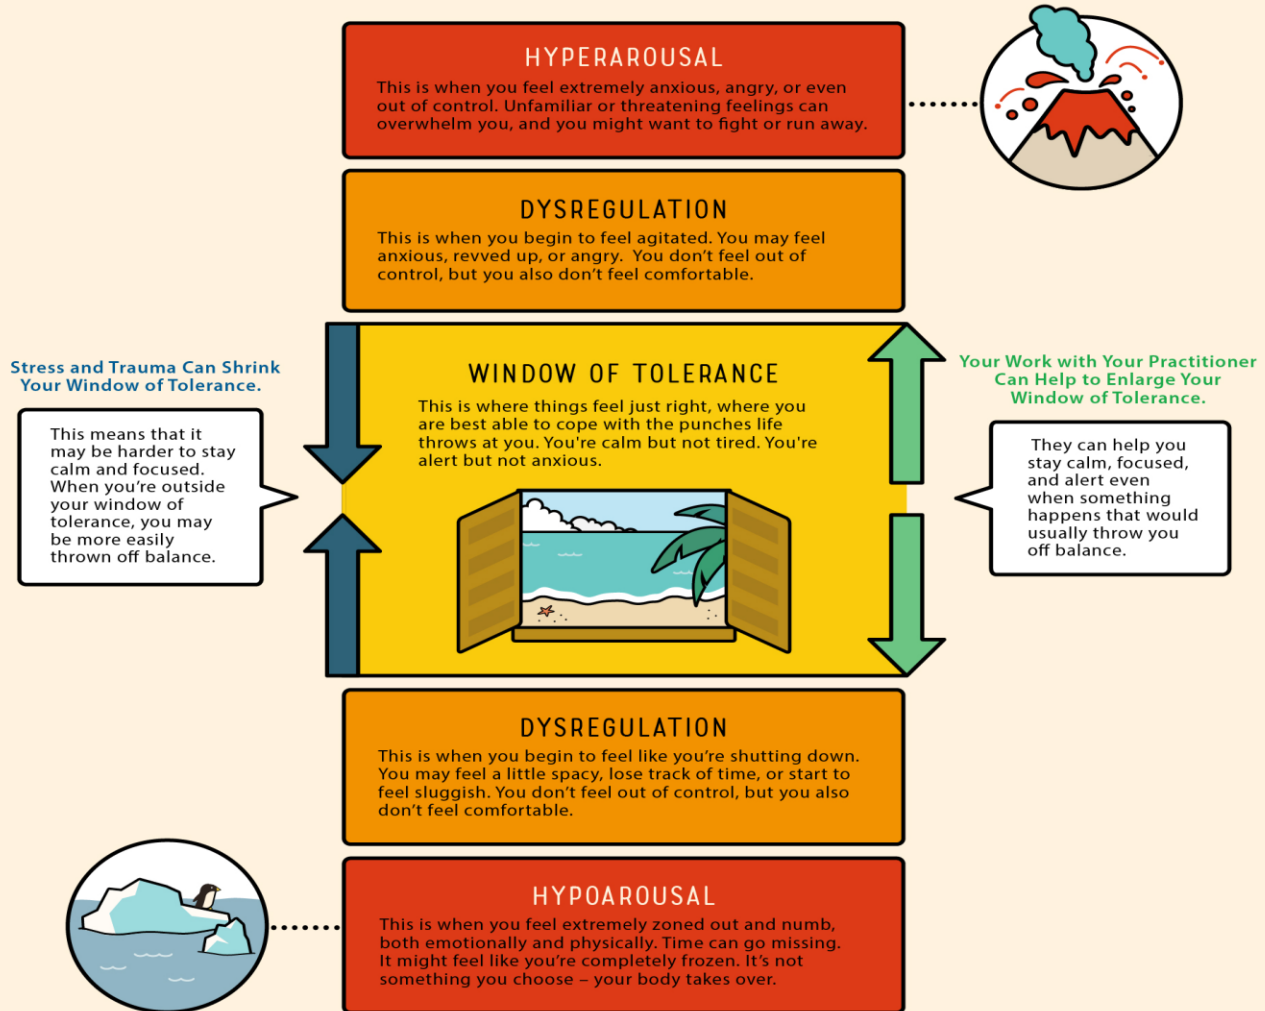 HYPERAROUSAL
This is when you feel extremely anxious, angry, or even
out of control. Unfamiliar or threatening feelings can
overwhelm you, and you might want to fight or run away.
DYSREGULATION
This is when you begin to feel agitated. You may feel
anxious, revved up, or angry.  You don’t feel out of
control, but you also don’t feel comfortable.
Stress and Trauma Can Shrink
Your Window of Tolerance.
This means that it
may be harder to stay
calm and focused.
When you’re outside
your window of
tolerance, you may
be more easily
thrown off balance.
WINDOW OF TOLERANCE
This is where things feel just right, where you
are best able to cope with the punches life
throws at you. You're calm but not tired. You're
alert but not anxious.
Your Work with Your Practitioner
Can Help to Enlarge Your
Window of Tolerance.
They can help you
stay calm, focused,
and alert even
when something
happens that would
usually throw you
off balance.
DYSREGULATION
This is when you begin to feel like you’re shutting down.
You may feel a little spacy, lose track of time, or start to
feel sluggish. You don’t feel out of control, but you also
don’t feel comfortable.
HYPOAROUSAL
This is when you feel extremely zoned out and numb,
both emotionally and physically. Time can go missing.
It might feel like you’re completely frozen. It’s not
something you choose – your body takes over.